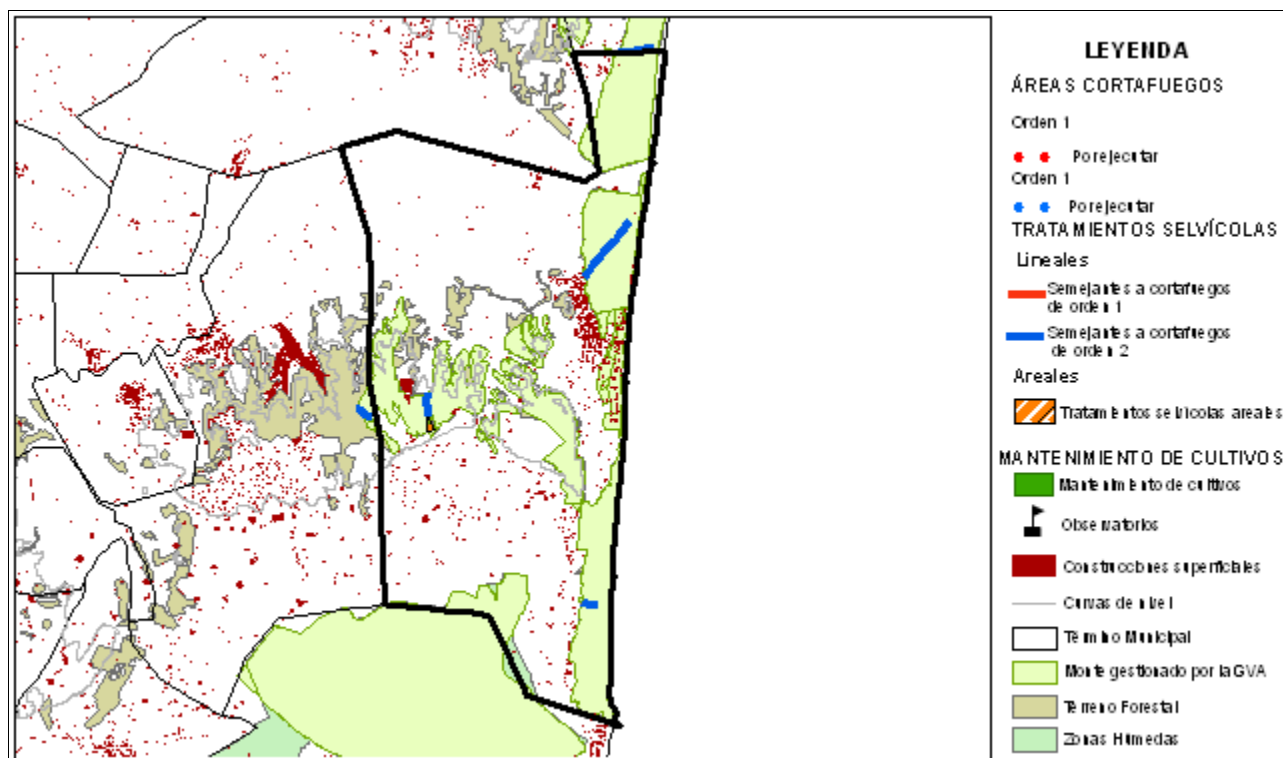 LEYENDA
ÁREAS CORTAFUEGOS
Orden 1
Por ejecutar
Orden 1
Por ejecutar
TRATAMIENTOS SELVÍCOLAS
Lineales
Semejantes a cortafuegos
de orden 1
Semejantes a cortafuegos
de orden 2
Areales
Tratamientos selvícolas areales
MANTENIMIENTO DE CULTIVOS
Mantenimiento de cultivos
Observatorios
Construcciones superficiales
Curvas de nivel
Término Municipal
Monte gestionado por la GVA
Terreno Forestal
Zonas Húmedas